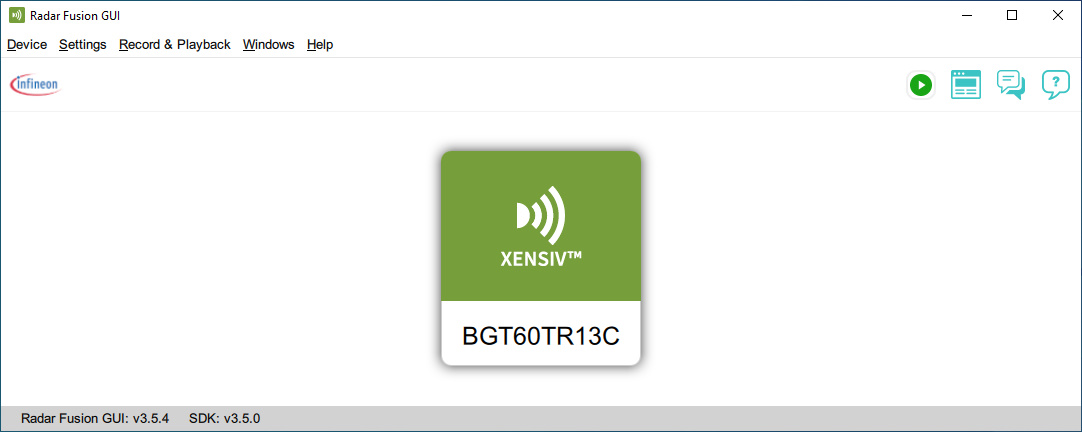 Radar Fusion GUI
Device Settings Record & Playback Windows Help
infineon
?
XENSIV™
BGT60TR13C
Radar Fusion GUI: v3.5.4 SDK: v3.5.0